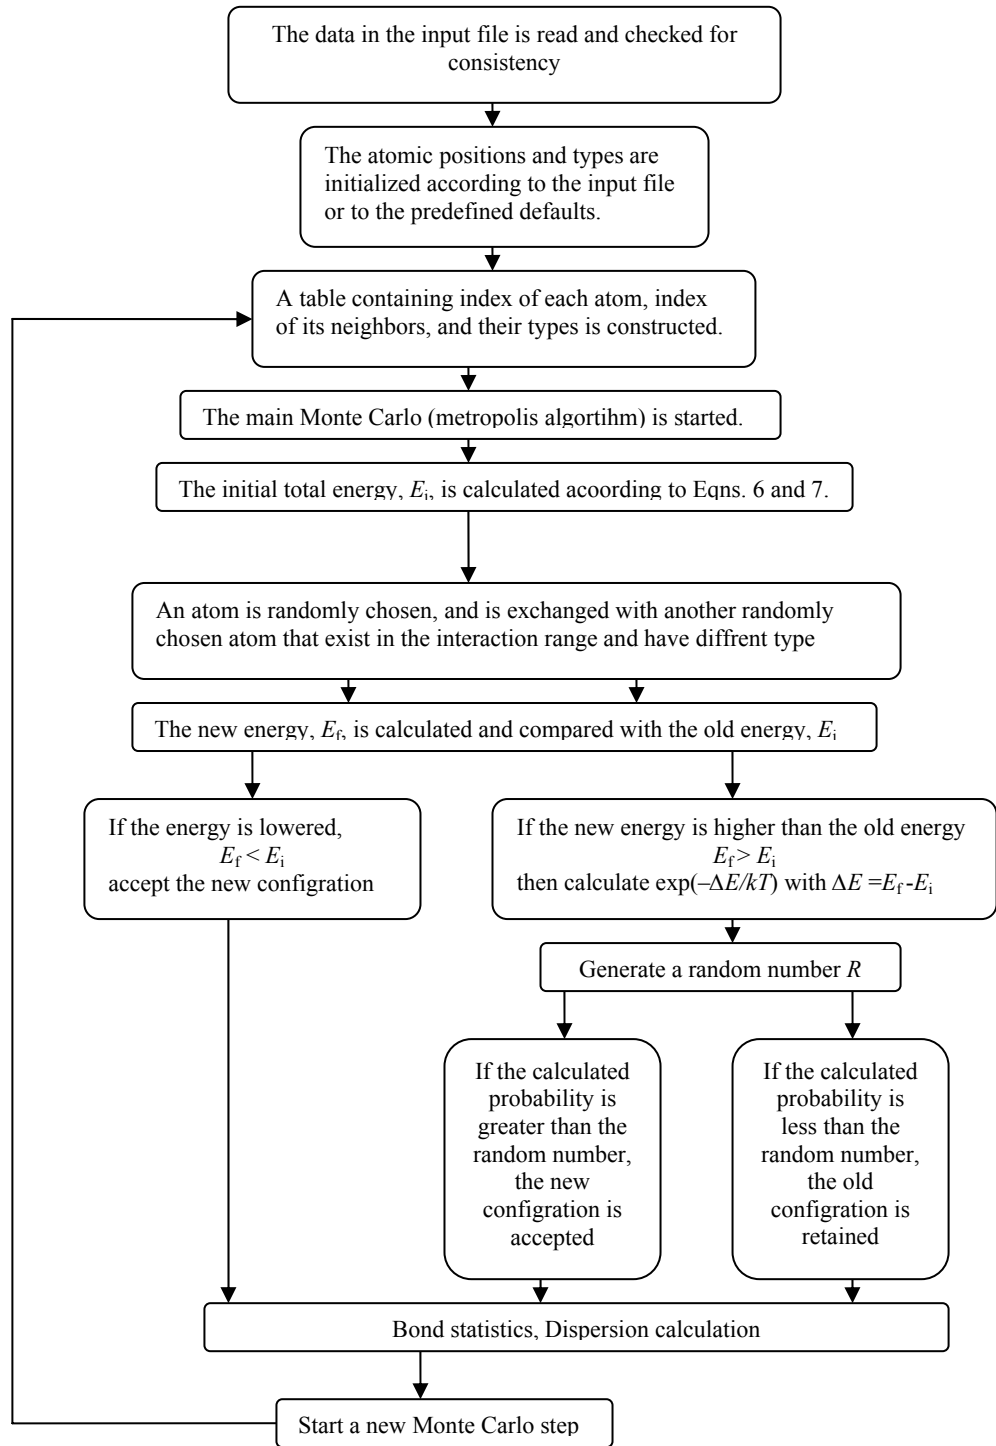 The data in the input file is read and checked for
consistency
The atomic positions and types are
initialized according to the input file
or to the predefined defaults.
A table containing index of each atom, index
of its neighbors, and their types is constructed.
The main Monte Carlo (metropolis algortihm) is started.
The initial total energy, Ei, is calculated acoording to Eqns. 6 and 7.
An atom is randomly chosen, and is exchanged with another randomly
chosen atom that exist in the interaction range and have diffrent type
The new energy, Ef, is calculated and compared with the old energy, Ei
If the energy is lowered,
Ef < Ei
accept the new configration
If the new energy is higher than the old energy
Ef > Ei
then calculate exp(–ΔE/kT) with ΔE =Ef -Ei
Generate a random number R
If the calculated
probability is
greater than the
random number,
the new
configration is
accepted
If the calculated
probability is
less than the
random number,
the old
configration is
retained
Bond statistics, Dispersion calculation
Start a new Monte Carlo step